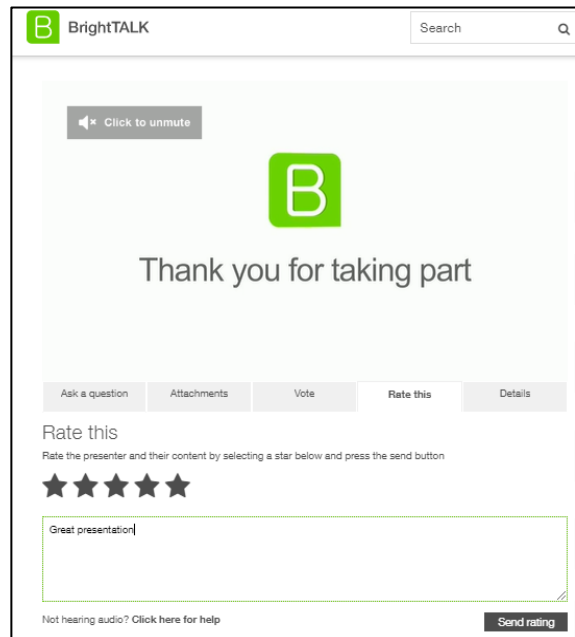 B BrightTALK
Search
Click to unmute
B
Thank you for taking part
Ask a question Attachments Vote Rate this Details
Rate this
Rate the presenter and their content by selecting a star below and press the send button
Great presentation
Not hearing audio? Click here for help
Send rating